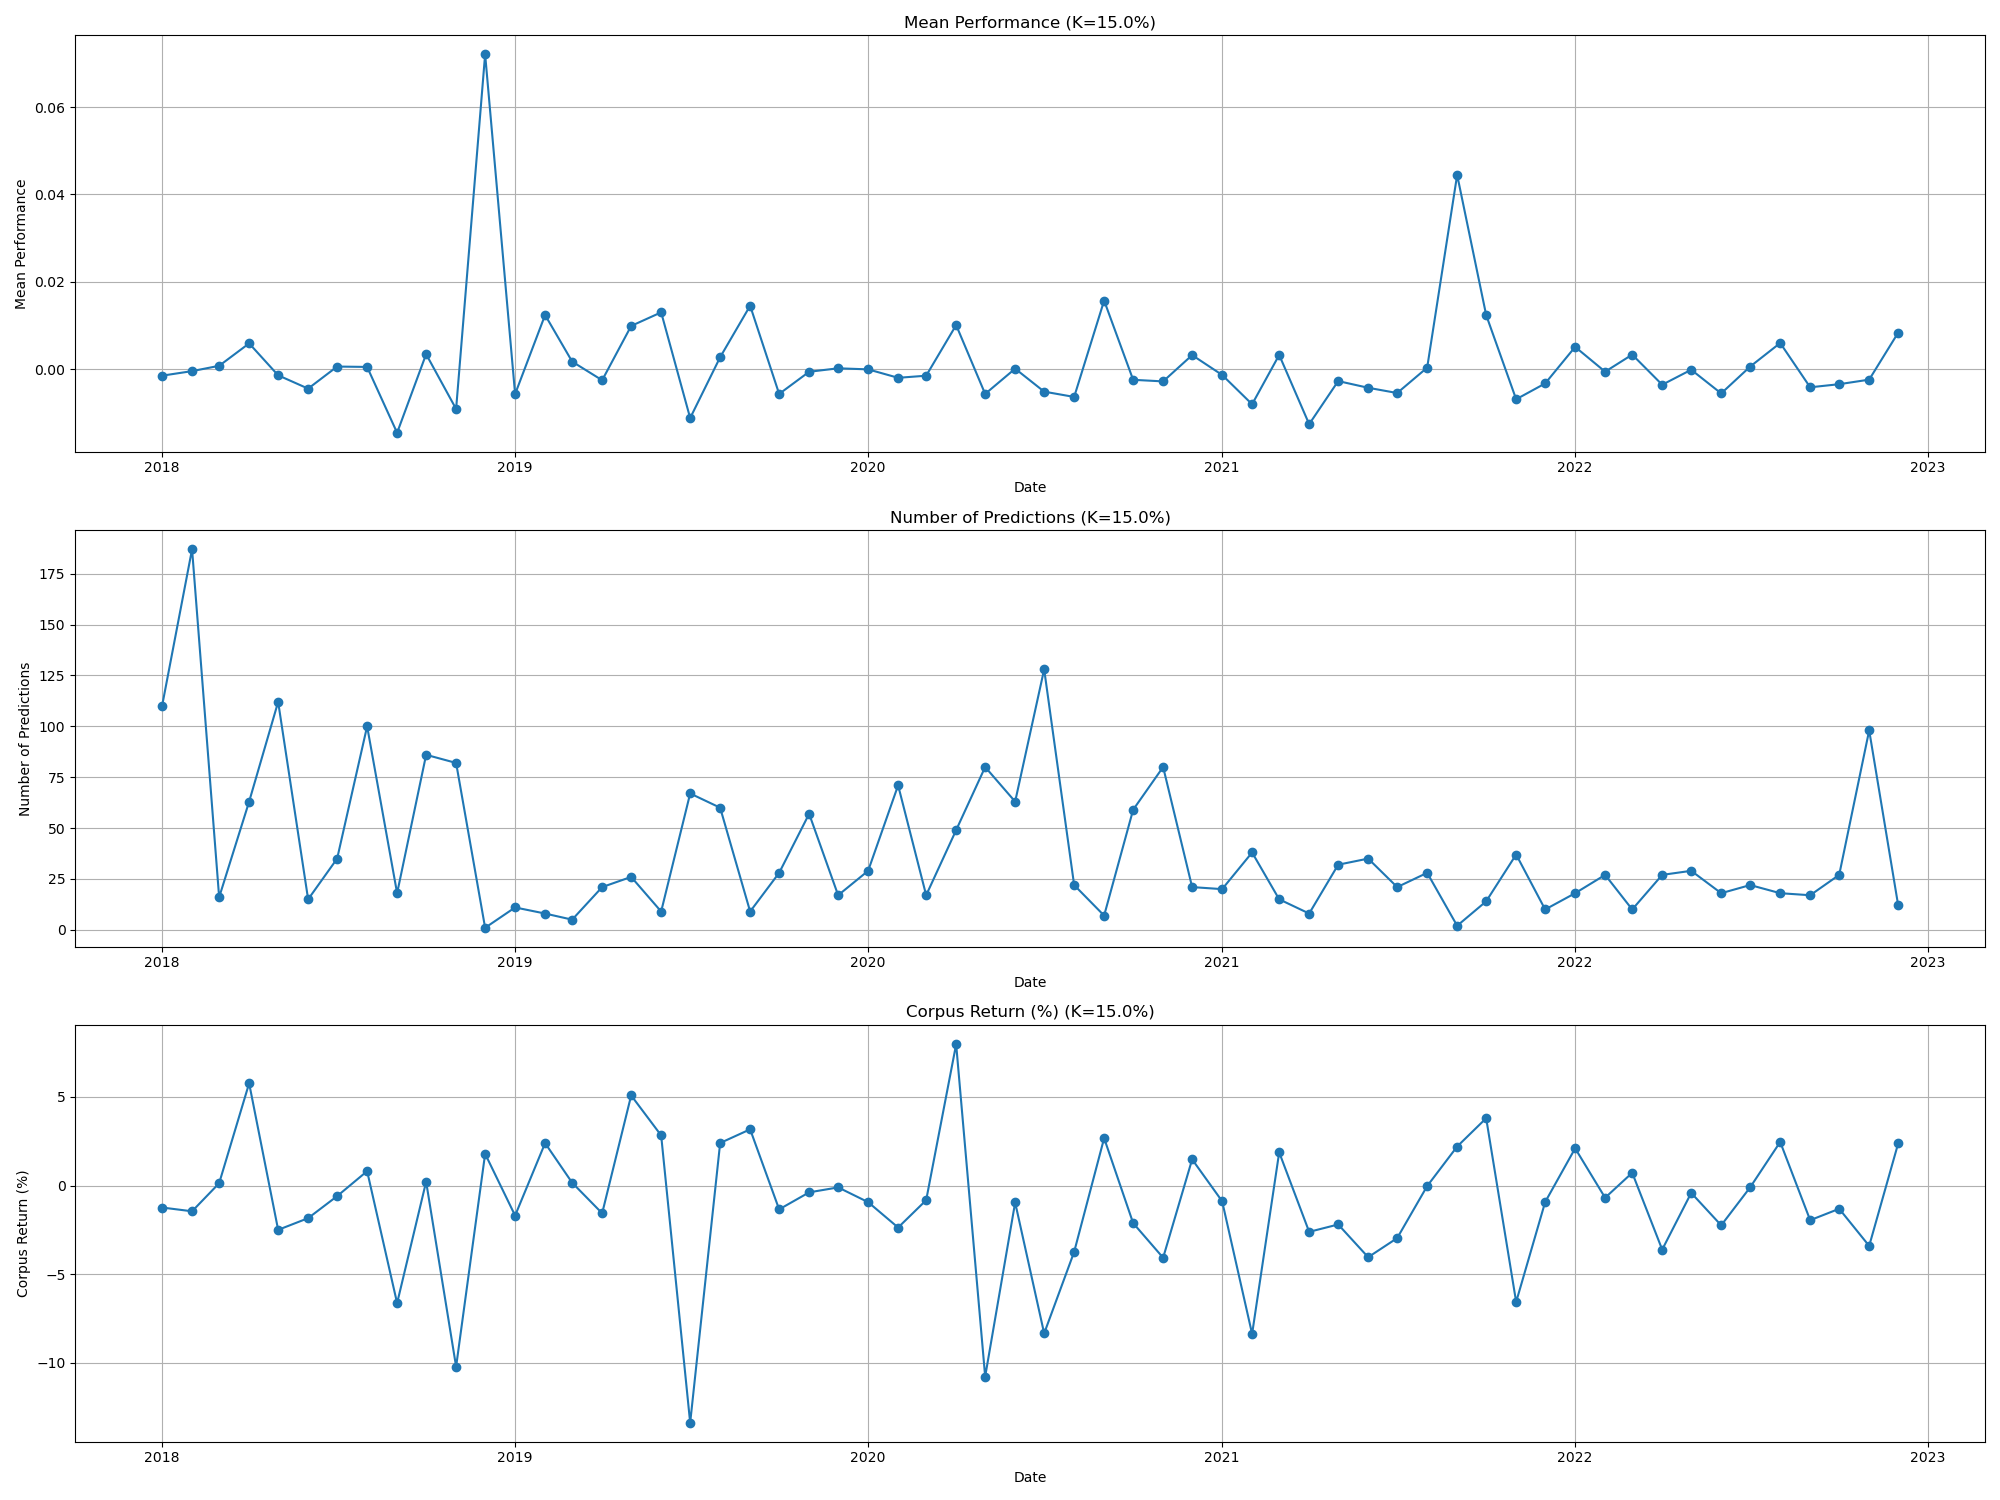 Mean Performance (K=15.0%)
Mean Performance
0.06
0.04
0.02
0.00
2018 2019 2020 2021 2022 2023
Date
Number of Predictions (K=15.0%)
Number of Predictions
175
150
125
100
75
50
25
0
2018 2019 2020 2021 2022 2023
Date
Corpus Return (%) (K=15.0%)
Corpus Return (%)
5
0
−5
−10
2018 2019 2020 2021 2022 2023
Date